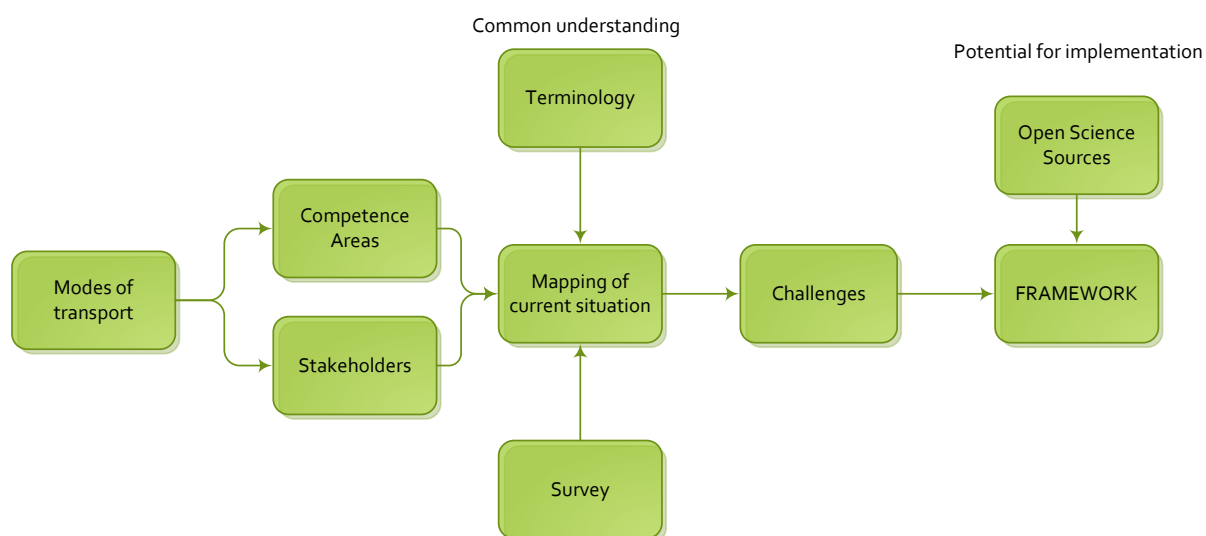 Common understanding
Potential for implementation
Terminology
Open Science
Sources
Competence
Areas
Modes of
transport
Mapping of
current situation
Challenges
FRAMEWORK
Stakeholders
Survey